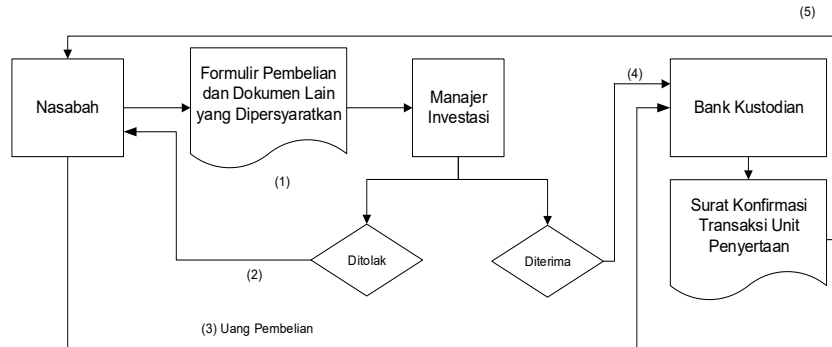 (5)
Nasabah
Formulir Pembelian
dan Dokumen Lain
yang Dipersyaratkan
(1)
Manajer
Investasi
(4)
Bank Kustodian
Surat Konfirmasi
Transaksi Unit
Penyertaan
Ditolak
Diterima
(2)
(3) Uang Pembelian